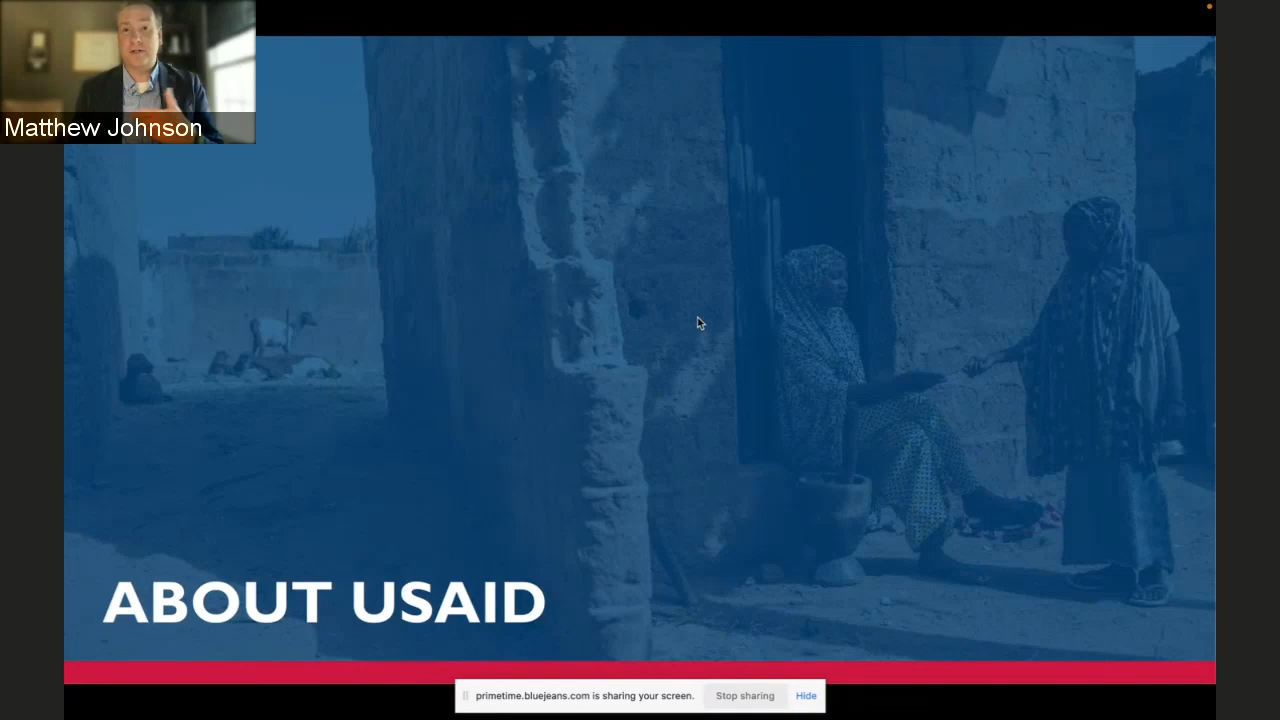 Matthew Johnson
ABOUT USAID
primetime.bluejeans.com is sharing your screen. Stop sharing Hide